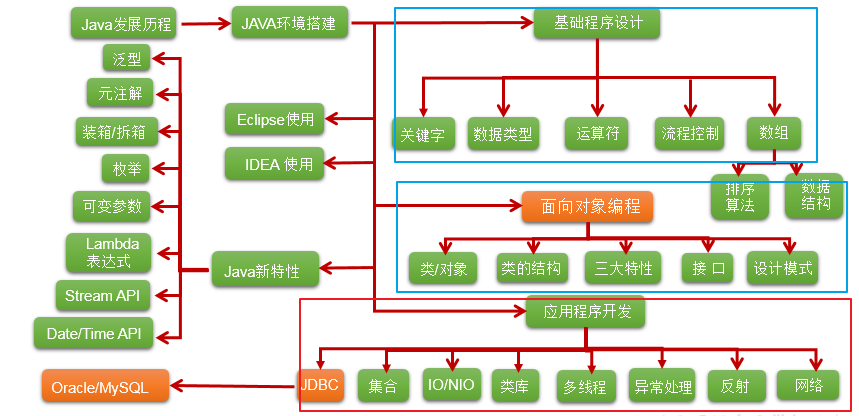 Java发展历程
JAVA环境搭建
基础程序设计
泛型
元注解
装箱/拆箱
枚举
可变参数
Lambda
表达式
Stream API
Date/Time API
Eclipse使用
IDEA 使用
Java新特性
关键字
数据类型
运算符
流程控制
数组
排序
算法
数据
结构
面向对象编程
类/对象
类的结构
三大特性
接 口
设计模式
应用程序开发
Oracle/MySQL
JDBC
集合
IO/NIO
类库
多线程
异常处理
反射
网络